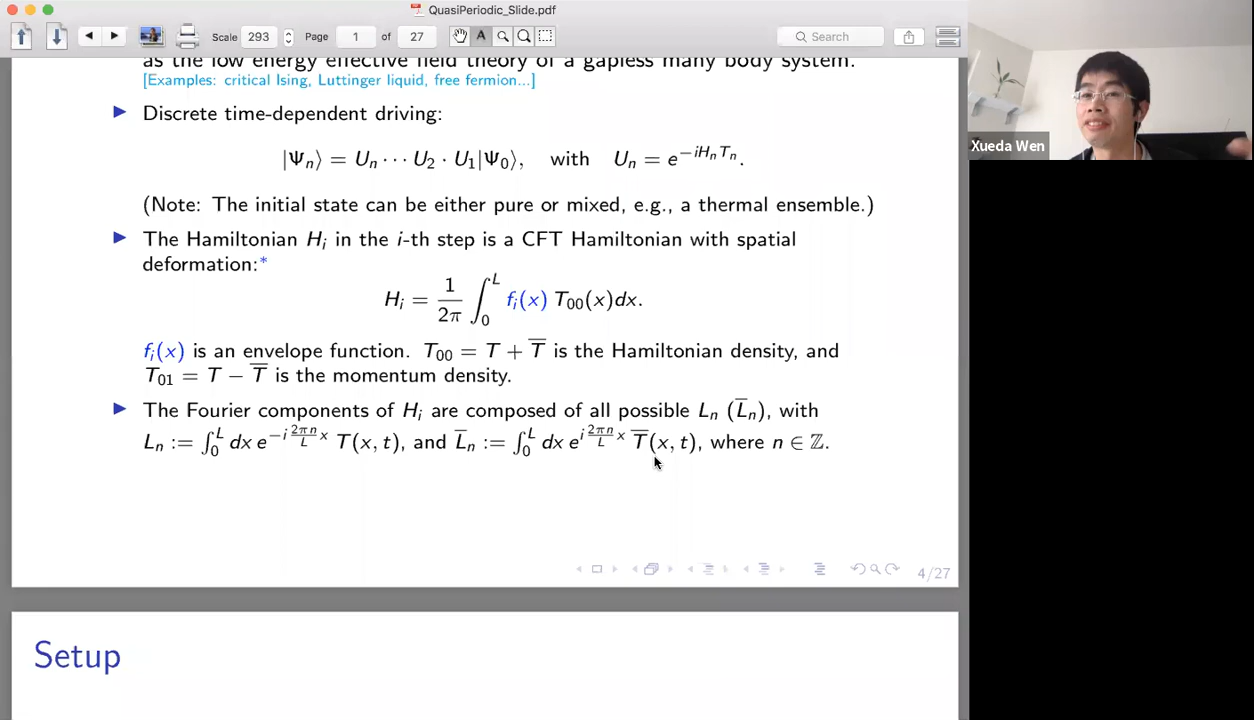 QuasiPeriodic_Slide.pdf
Scale 293 Page 1 of 27 Search
as the low energy effective field theory of a gapless many body system.
[Examples: critical Ising, Luttinger liquid, free fermion...]
Discrete time-dependent driving:
|Ψₙ⟩ = Uₙ ··· U₂ · U₁|Ψ₀⟩, with Uₙ = e^{−iHₙTₙ}.
(Note: The initial state can be either pure or mixed, e.g., a thermal ensemble.)
The Hamiltonian Hᵢ in the i-th step is a CFT Hamiltonian with spatial
deformation:*
Hᵢ = 1/2π ∫₀ᴸ fᵢ(x) T₀₀(x)dx.
fᵢ(x) is an envelope function. T₀₀ = T + T̅ is the Hamiltonian density, and
T₀₁ = T − T̅ is the momentum density.
The Fourier components of Hᵢ are composed of all possible Lₙ (L̅ₙ), with
Lₙ := ∫₀ᴸ dx e^{−i 2πn/L x} T(x, t), and L̅ₙ := ∫₀ᴸ dx e^{i 2πn/L x} T̅(x, t), where n ∈ ℤ.
4/27
Setup
Xueda Wen